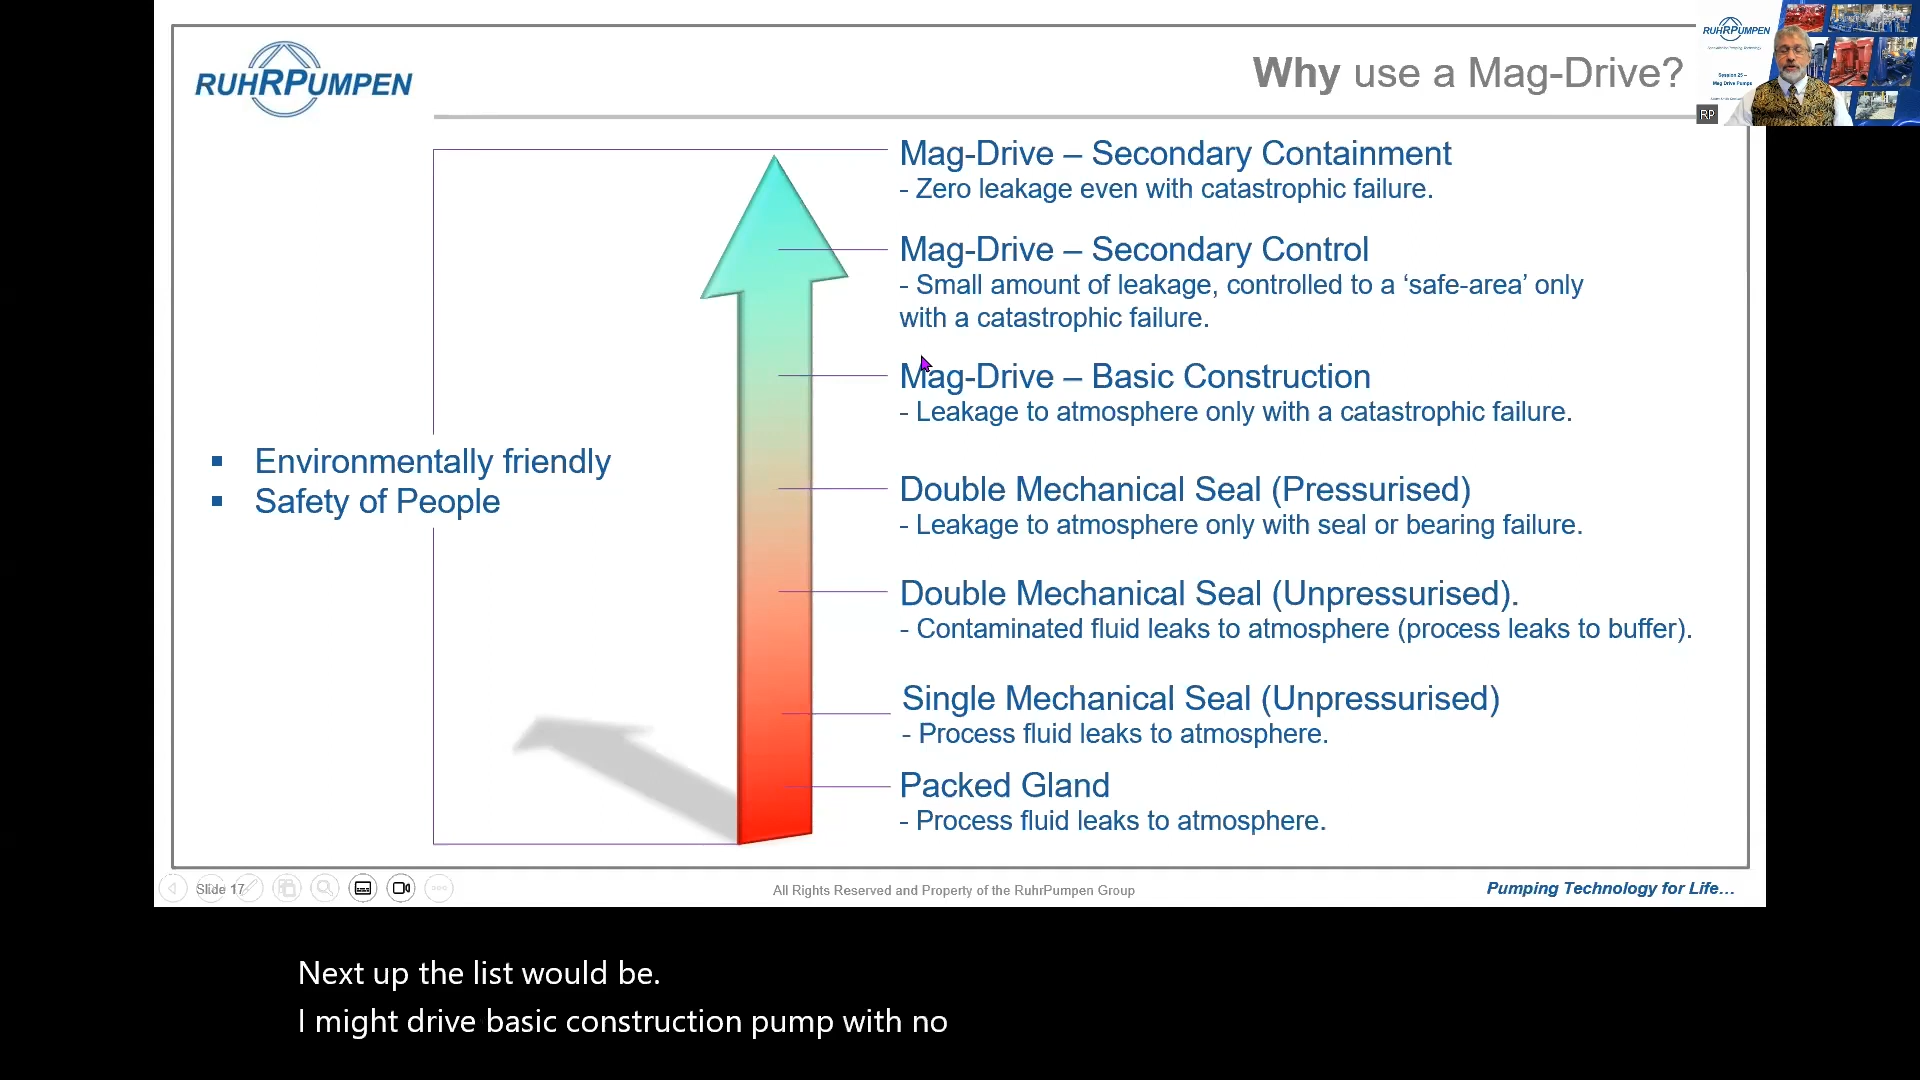 RUHRPUMPEN
Why use a Mag-Drive?
RUHRPUMPEN
Session 25 –
Mag Drive Pumps
RP
Mag-Drive – Secondary Containment
- Zero leakage even with catastrophic failure.
Mag-Drive – Secondary Control
- Small amount of leakage, controlled to a ‘safe-area’ only
with a catastrophic failure.
Mag-Drive – Basic Construction
- Leakage to atmosphere only with a catastrophic failure.
▪ Environmentally friendly
▪ Safety of People
Double Mechanical Seal (Pressurised)
- Leakage to atmosphere only with seal or bearing failure.
Double Mechanical Seal (Unpressurised).
- Contaminated fluid leaks to atmosphere (process leaks to buffer).
Single Mechanical Seal (Unpressurised)
- Process fluid leaks to atmosphere.
Packed Gland
- Process fluid leaks to atmosphere.
Slide 17
All Rights Reserved and Property of the RuhrPumpen Group
Pumping Technology for Life...
Next up the list would be.
I might drive basic construction pump with no